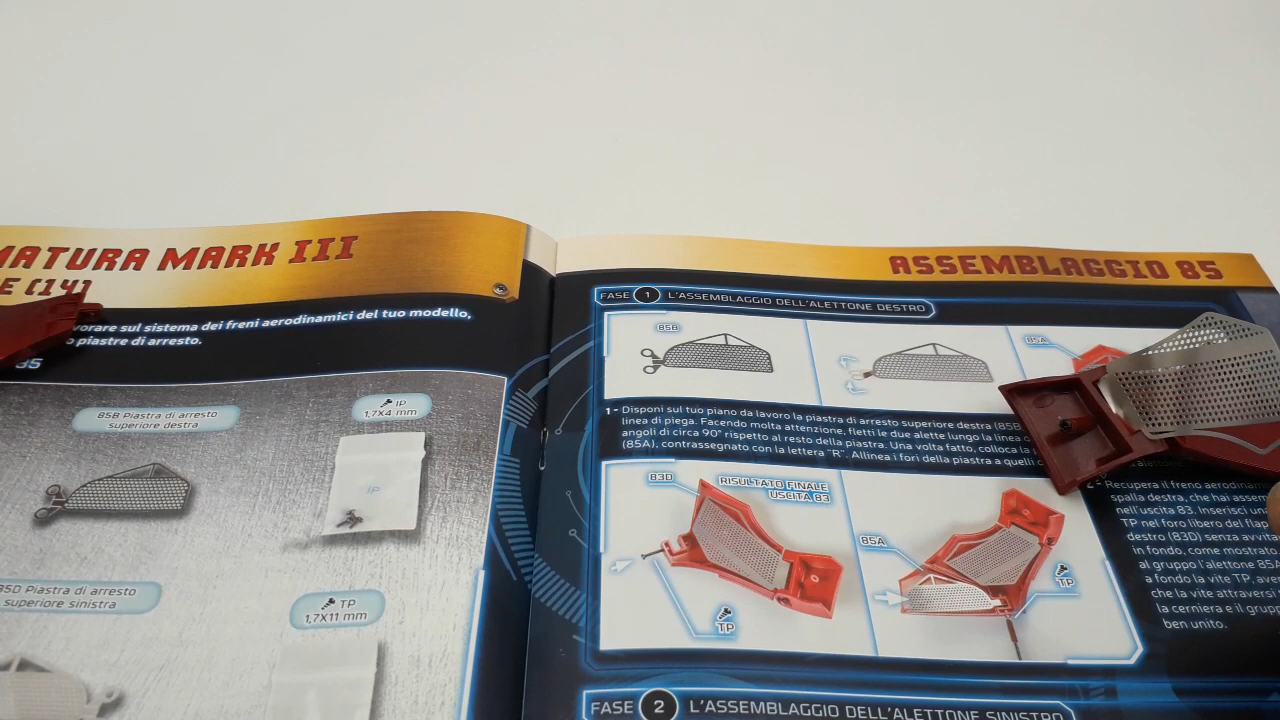 MATURA MARK III
E (14)
vorare sul sistema dei freni aerodinamici del tuo modello,
o piastre di arresto.
85B Piastra di arresto
superiore destra
IP
1,7X4 mm
IP
85D Piastra di arresto
superiore sinistra
TP
1,7X11 mm
ASSEMBLAGGIO 85
FASE 1 L'ASSEMBLAGGIO DELL'ALETTONE DESTRO
85B
85A
1 - Disponi sul tuo piano da lavoro la piastra di arresto superiore destra (85B
linea di piega. Facendo molta attenzione, fletti le due alette lungo la linea
angoli di circa 90° rispetto al resto della piastra. Una volta fatto, colloca la
(85A), contrassegnato con la lettera "R". Allinea i fori della piastra a quelli
83D
RISULTATO FINALE
USCITA 83
TP
85A
TP
2 - Recupera il freno aerodinam
spalla destra, che hai assem
nell'uscita 83. Inserisci una
TP nel foro libero del flap
destro (83D) senza avvita
in fondo, come mostrato.
al gruppo l'alettone 85A
a fondo la vite TP, ave
che la vite attraversi
la cerniera e il grup
ben unito.
FASE 2 L'ASSEMBLAGGIO DELL'ALETTONE SINISTRO